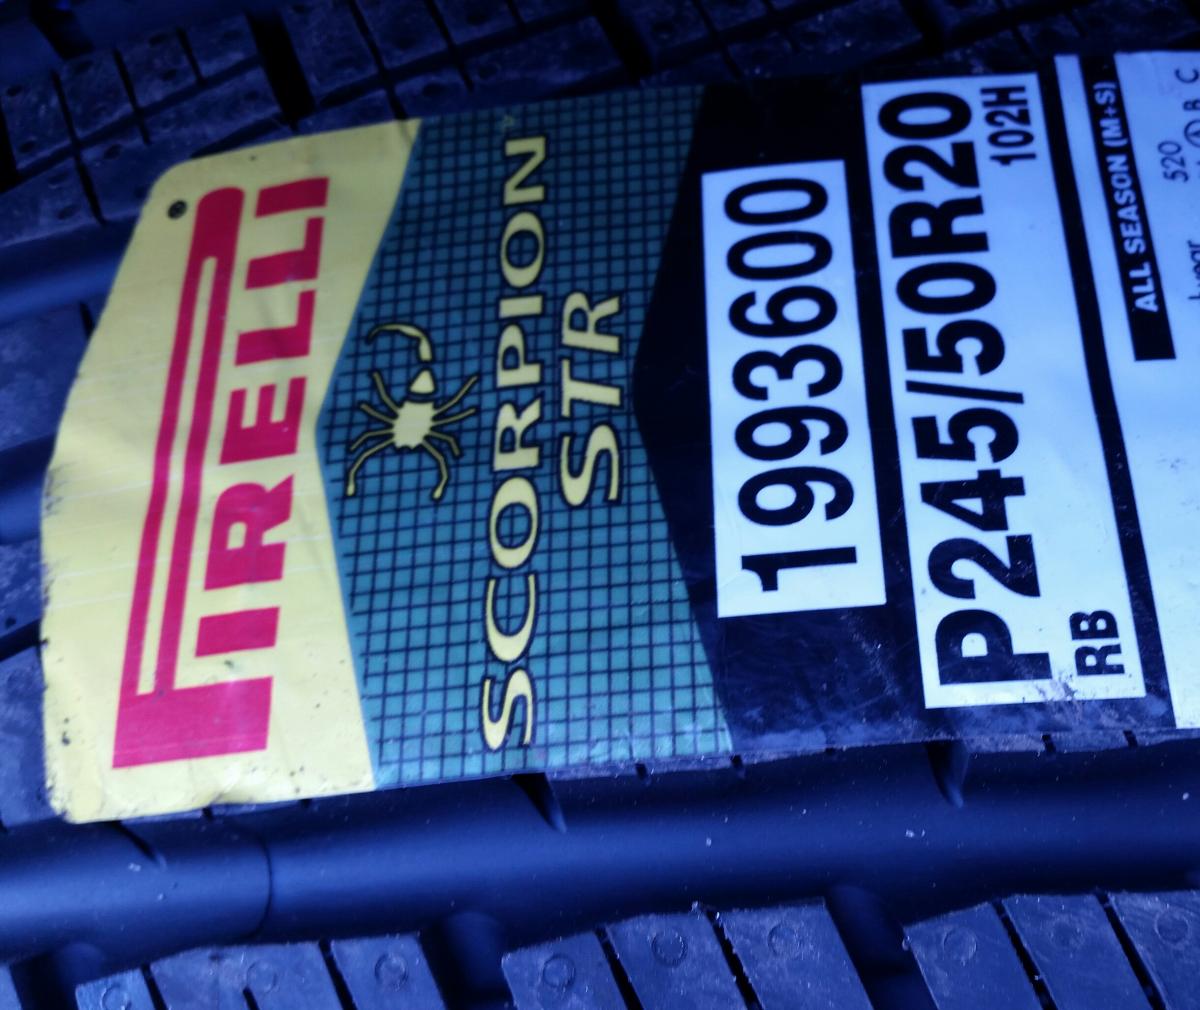 PIRELLI
SCORPION
STR
1993600
P245/50R20
RB 102H
ALL SEASON (M+S)
520